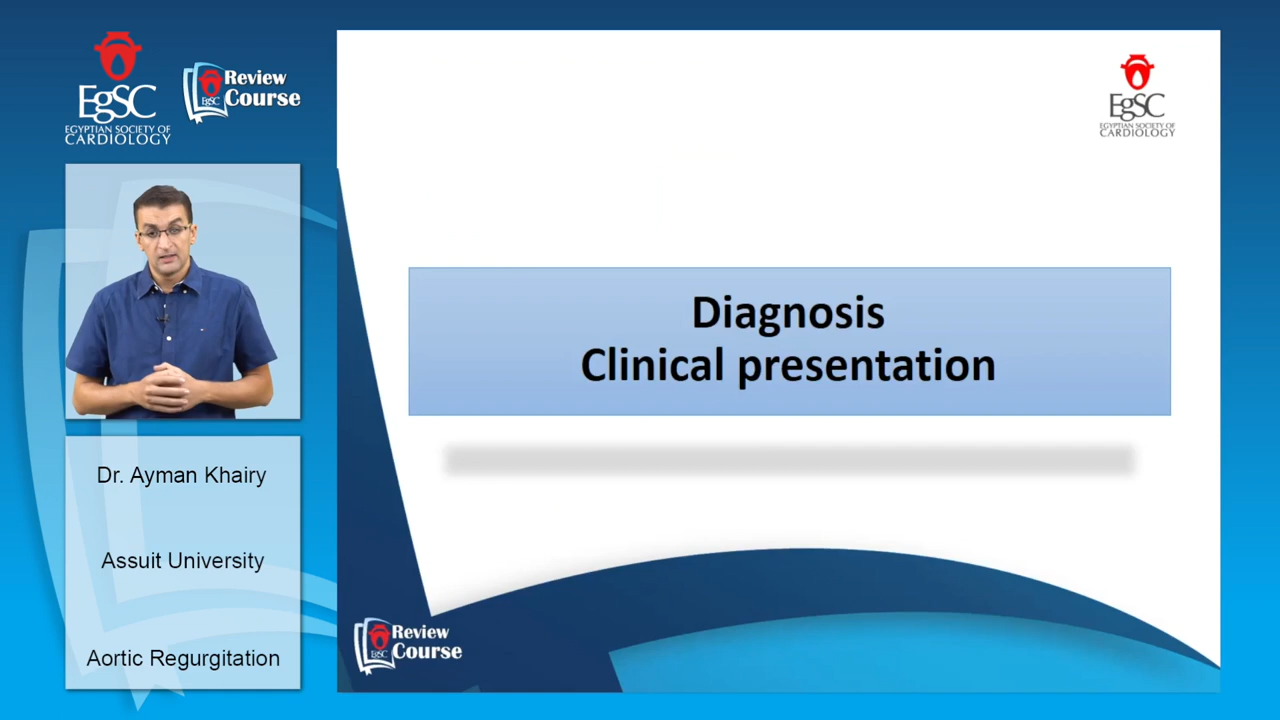 EgSC
EGYPTIAN SOCIETY OF
CARDIOLOGY
EgSC
Review
Course
Dr. Ayman Khairy
Assuit University
Aortic Regurgitation
EgSC
EGYPTIAN SOCIETY OF
CARDIOLOGY
Diagnosis
Clinical presentation
EgSC
Review
Course